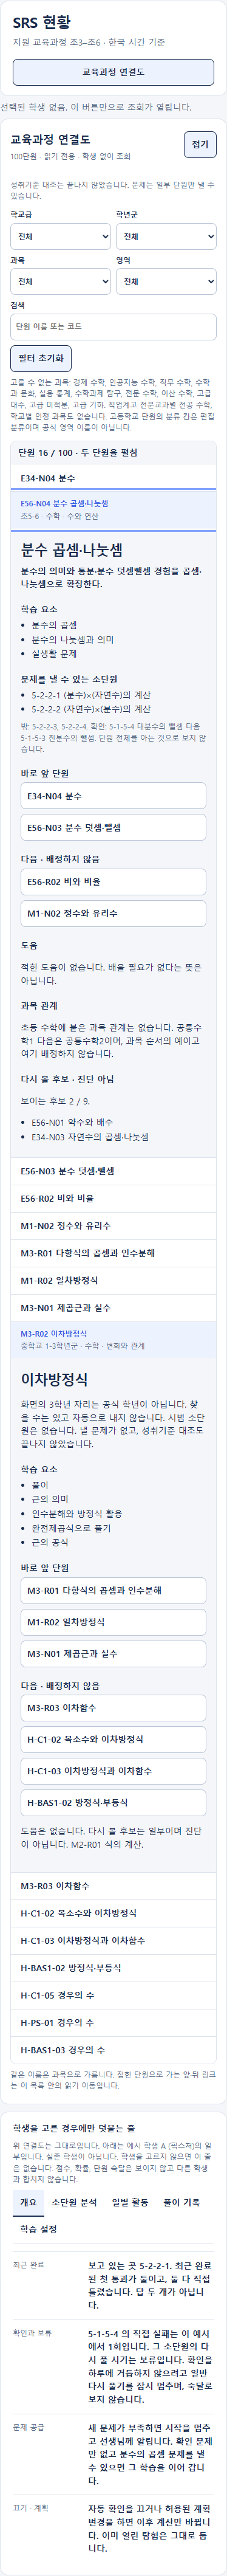 SRS 현황
지원 교육과정 초3–초6 · 한국 시간 기준
교육과정 연결도
선택된 학생 없음. 이 버튼만으로 조회가 열립니다.
교육과정 연결도
접기
100단원 · 읽기 전용 · 학생 없이 조회
성취기준 대조는 끝나지 않았습니다. 문제는 일부 단원만 낼 수
있습니다.
학교급
학년군
전체
전체
과목
영역
전체
전체
검색
단원 이름 또는 코드
필터 초기화
고를 수 없는 과목: 경제 수학, 인공지능 수학, 직무 수학, 수학
과 문화, 실용 통계, 수학과제 탐구, 전문 수학, 이산 수학, 고급
대수, 고급 미적분, 고급 기하. 직업계고 전문교과별 전공 수학,
학교별 인정 과목도 없습니다. 고등학교 단원의 분류 칸은 편집
분류이며 공식 영역 이름이 아닙니다.
단원 16 / 100 · 두 단원을 펼침
E34-N04 분수
E56-N04 분수 곱셈·나눗셈
초5-6 · 수학 · 수와 연산
분수 곱셈·나눗셈
분수의 의미와 통분·분수 덧셈뺄셈 경험을 곱셈·
나눗셈으로 확장한다.
학습 요소
• 분수의 곱셈
• 분수의 나눗셈과 의미
• 실생활 문제
문제를 낼 수 있는 소단원
• 5-2-2-1 (분수)×(자연수)의 계산
• 5-2-2-2 (자연수)×(분수)의 계산
밖: 5-2-2-3, 5-2-2-4. 확인: 5-1-5-4 대분수의 뺄셈 다음
5-1-5-3 진분수의 뺄셈. 단원 전체를 아는 것으로 보지 않
습니다.
바로 앞 단원
E34-N04 분수
E56-N03 분수 덧셈·뺄셈
다음 · 배정하지 않음
E56-R02 비와 비율
M1-N02 정수와 유리수
도움
적힌 도움이 없습니다. 배울 필요가 없다는 뜻은
아닙니다.
과목 관계
초등 수학에 붙은 과목 관계는 없습니다. 공통수
학1 다음은 공통수학2이며, 과목 순서의 예이고
여기 배정하지 않습니다.
다시 볼 후보 · 진단 아님
보이는 후보 2 / 9.
• E56-N01 약수와 배수
• E34-N03 자연수의 곱셈·나눗셈
E56-N03 분수 덧셈·뺄셈
E56-R02 비와 비율
M1-N02 정수와 유리수
M3-R01 다항식의 곱셈과 인수분해
M1-R02 일차방정식
M3-N01 제곱근과 실수
M3-R02 이차방정식
중학교 1-3학년군 · 수학 · 변화와 관계
이차방정식
화면의 3학년 자리는 공식 학년이 아닙니다. 찾
을 수는 있고 자동으로 내지 않습니다. 시범 소단
원은 없습니다. 낼 문제가 없고, 성취기준 대조도
끝나지 않았습니다.
학습 요소
• 풀이
• 근의 의미
• 인수분해와 방정식 활용
• 완전제곱식으로 풀기
• 근의 공식
바로 앞 단원
M3-R01 다항식의 곱셈과 인수분해
M1-R02 일차방정식
M3-N01 제곱근과 실수
다음 · 배정하지 않음
M3-R03 이차함수
H-C1-02 복소수와 이차방정식
H-C1-03 이차방정식과 이차함수
H-BAS1-02 방정식·부등식
도움은 없습니다. 다시 볼 후보는 일부이며 진단
이 아닙니다. M2-R01 식의 계산.
M3-R03 이차함수
H-C1-02 복소수와 이차방정식
H-C1-03 이차방정식과 이차함수
H-BAS1-02 방정식·부등식
H-C1-05 경우의 수
H-PS-01 경우의 수
H-BAS1-03 경우의 수
같은 이름은 과목으로 가릅니다. 접힌 단원으로 가는 앞·뒤 링크
는 이 목록 안의 읽기 이동입니다.
학생을 고른 경우에만 덧붙는 줄
위 연결도는 그대로입니다. 아래는 예시 학생 A (픽스처)의 일
부입니다. 실존 학생이 아닙니다. 학생을 고르지 않으면 이 줄
은 없습니다. 점수, 확률, 단원 숙달은 보이지 않고 다른 학생
과 합치지 않습니다.
개요
소단원 분석
일별 활동
풀이 기록
학습 설정
최근 완료
보고 있는 곳 5-2-2-1. 최근 완료
된 첫 통과가 둘이고, 둘 다 직접
틀렸습니다. 답 두 개가 아닙니
다.
확인과 보류
5-1-5-4 의 직접 실패는 이 예시
에서 1회입니다. 그 소단원의 다
시 풀 시기는 보류입니다. 확인을
하루에 거듭하지 않으려고 일반
다시 풀기를 잠시 멈추며, 숙달로
보지 않습니다.
문제 공급
새 문제가 부족하면 시작을 멈추
고 선생님께 알립니다. 확인 문제
만 없고 분수의 곱셈 문제를 낼
수 있으면 그 학습을 이어 갑니
다.
끄기 · 계획
자동 확인을 끄거나 허용된 계획
변경을 하면 이후 계산만 바뀝니
다. 이미 열린 탐험은 그대로 둡
니다.